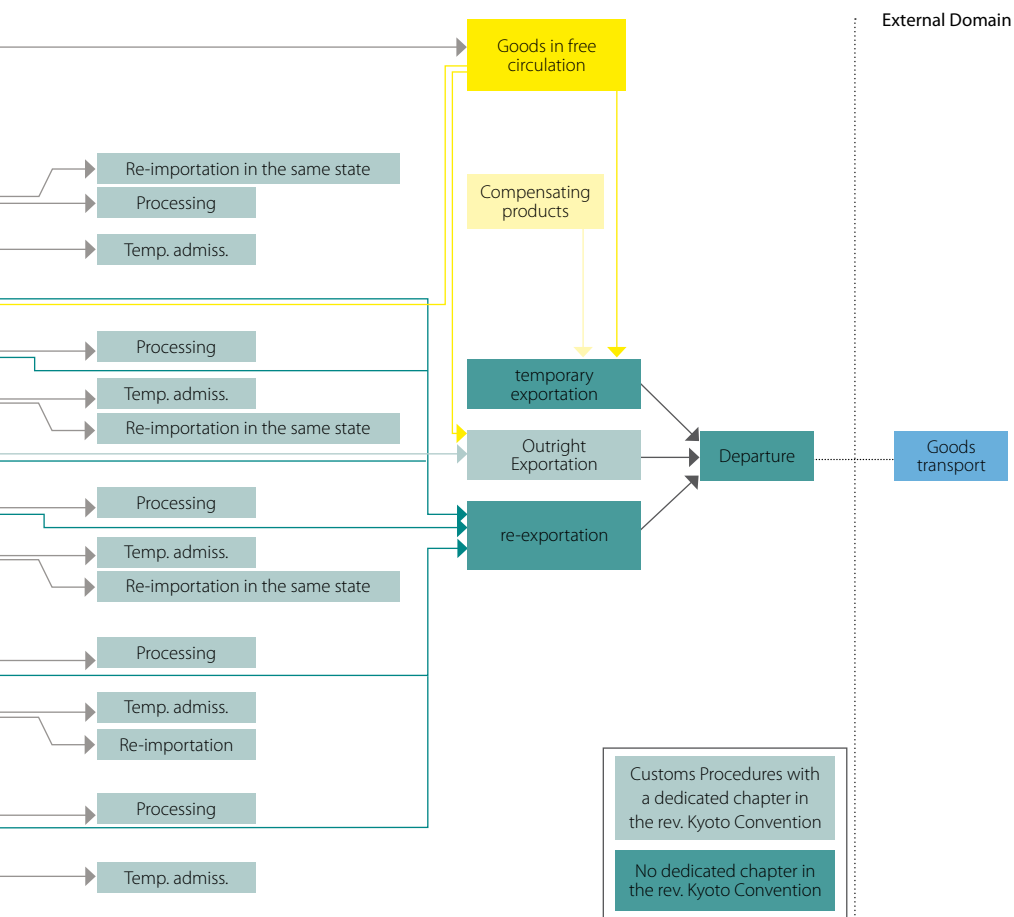 External Domain
Goods in free
circulation
Re-importation in the same state
Processing
Temp. admiss.
Compensating
products
Processing
Temp. admiss.
Re-importation in the same state
temporary
exportation
Outright
Exportation
Departure
Goods
transport
Processing
re-exportation
Temp. admiss.
Re-importation in the same state
Processing
Temp. admiss.
Re-importation
Processing
Temp. admiss.
Customs Procedures with
a dedicated chapter in
the rev. Kyoto Convention
No dedicated chapter in
the rev. Kyoto Convention